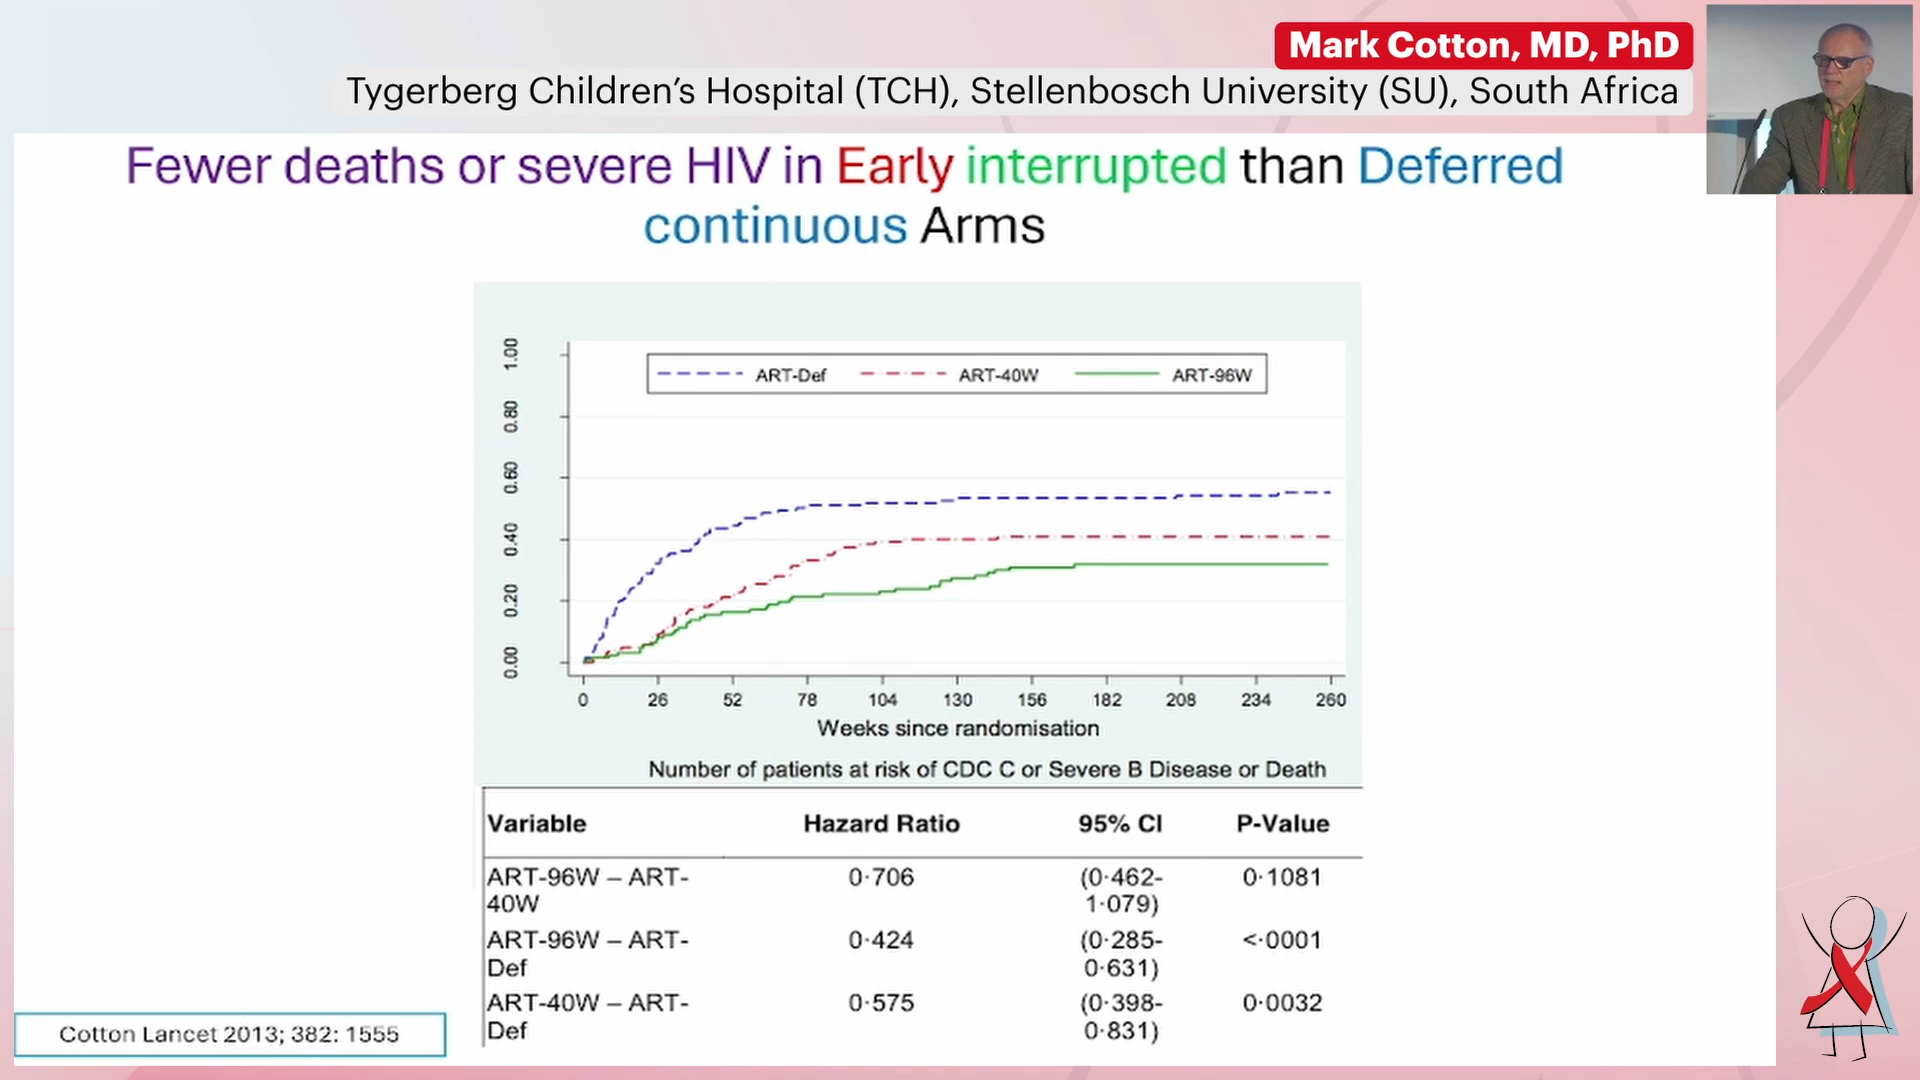 Mark Cotton, MD, PhD
Tygerberg Children's Hospital (TCH), Stellenbosch University (SU), South Africa
Fewer deaths or severe HIV in Early interrupted than Deferred
continuous Arms
ART-Def ART-40W ART-96W
1.00
0.80
0.60
0.40
0.20
0.00
0 26 52 78 104 130 156 182 208 234 260
Weeks since randomisation
Number of patients at risk of CDC C or Severe B Disease or Death
Variable Hazard Ratio 95% CI P-Value
ART-96W – ART- 0·706 (0·462- 0·1081
40W 1·079)
ART-96W – ART- 0·424 (0·285- <·0001
Def 0·631)
ART-40W – ART- 0·575 (0·398- 0·0032
Def 0·831)
Cotton Lancet 2013; 382: 1555